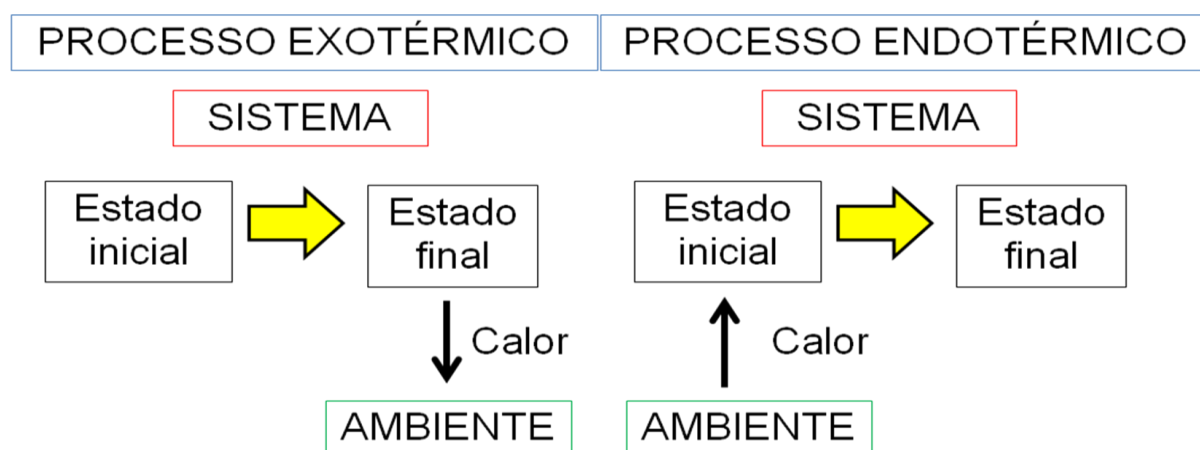 PROCESSO EXOTÉRMICO
SISTEMA
Estado
inicial
Estado
final
Calor
AMBIENTE
PROCESSO ENDOTÉRMICO
SISTEMA
Estado
inicial
Estado
final
Calor
AMBIENTE